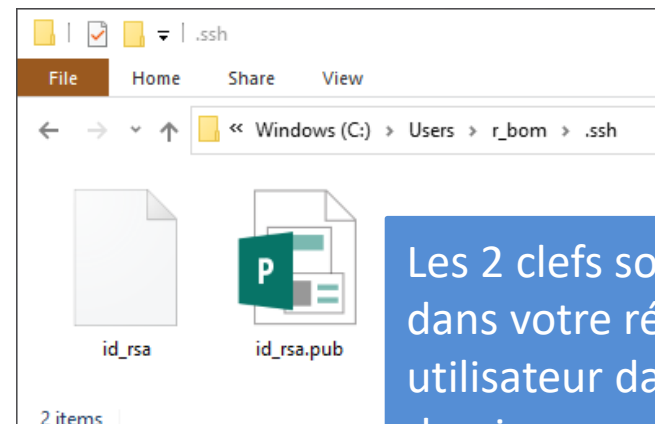 .ssh
File Home Share View
« Windows (C:) > Users > r_bom > .ssh
P
id_rsa id_rsa.pub
2 items
Les 2 clefs so
dans votre ré
utilisateur da